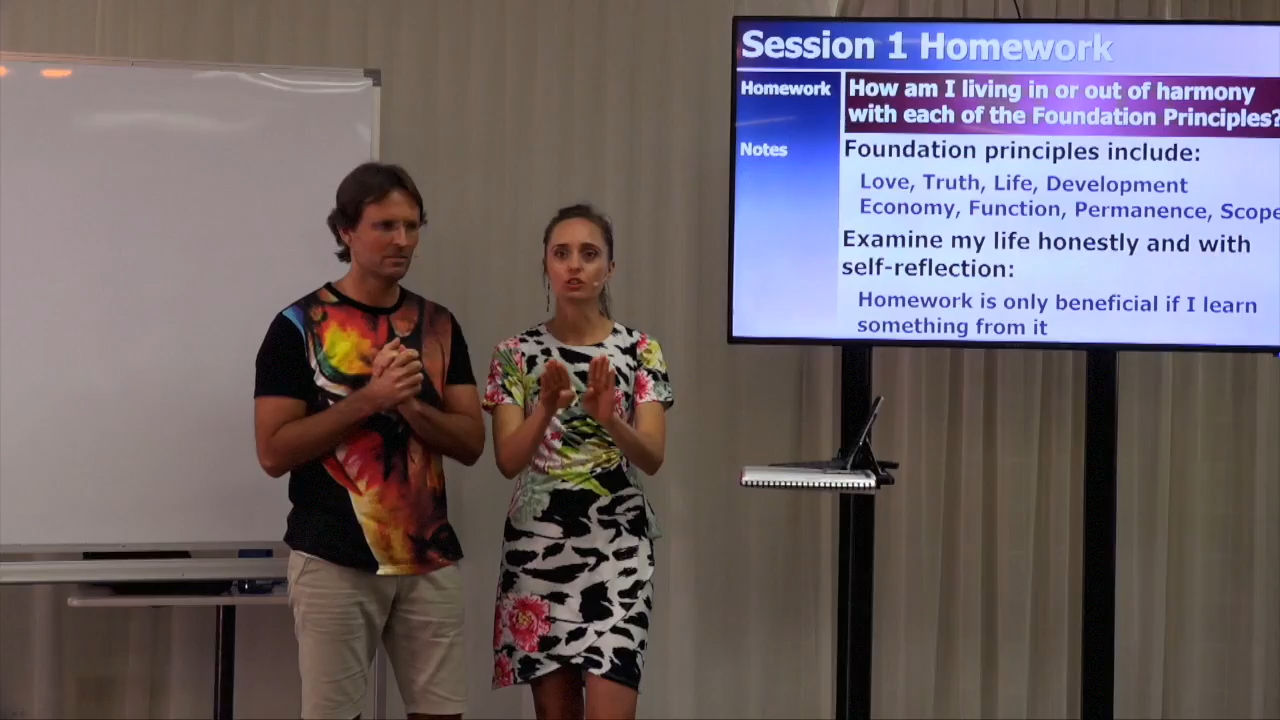 Session 1 Homework
Homework
How am I living in or out of harmony
with each of the Foundation Principles?
Notes
Foundation principles include:
Love, Truth, Life, Development
Economy, Function, Permanence, Scope
Examine my life honestly and with
self-reflection:
Homework is only beneficial if I learn
something from it